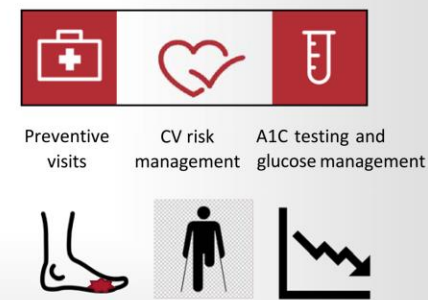 Preventive visits
CV risk management
A1C testing and glucose management